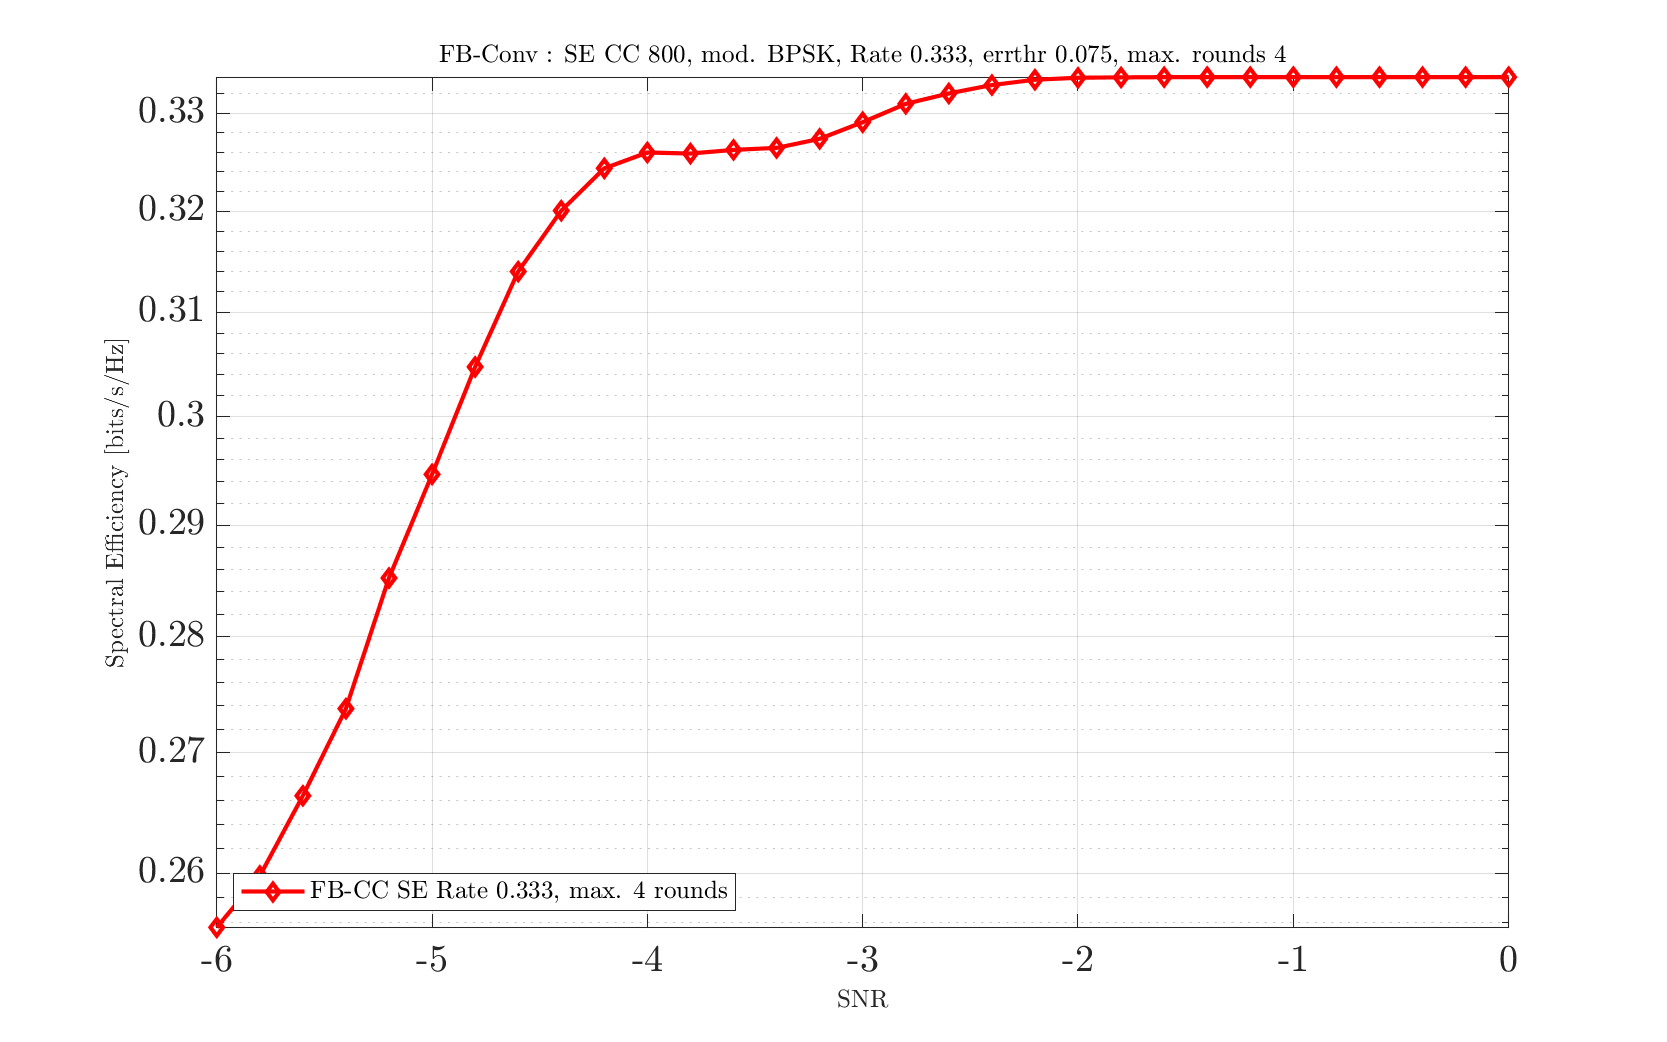 FB-Conv : SE CC 800, mod. BPSK, Rate 0.333, errthr 0.075, max. rounds 4
0.33
0.32
0.31
0.3
0.29
0.28
0.27
0.26
Spectral Efficiency [bits/s/Hz]
FB-CC SE Rate 0.333, max. 4 rounds
-6 -5 -4 -3 -2 -1 0
SNR